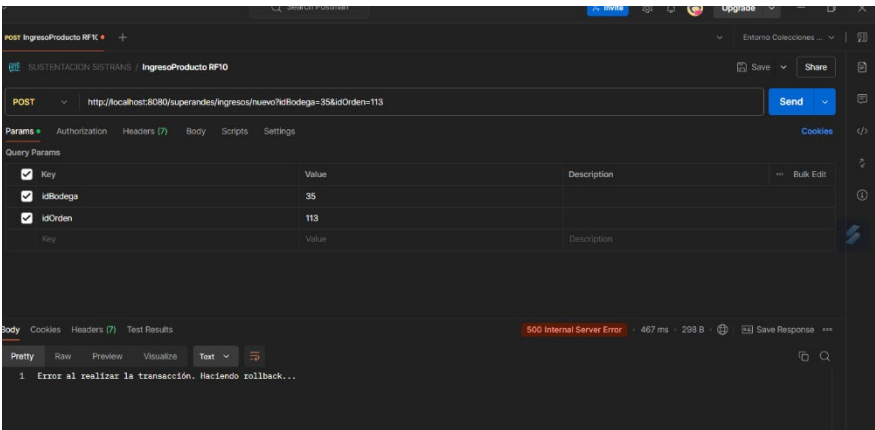 Search Postman
Invite
Upgrade
POST IngresoProducto RF1
Entorno Colecciones ...
SUSTENTACION SISTRANS / IngresoProducto RF10
Save
Share
POST
http://localhost:8080/superandes/ingresos/nuevo?idBodega=35&idOrden=113
Send
Params Authorization Headers (7) Body Scripts Settings
Cookies
Query Params
Key Value Description ... Bulk Edit
idBodega 35
idOrden 113
Key Value Description
Body Cookies Headers (7) Test Results
500 Internal Server Error 467 ms 298 B Save Response
Pretty Raw Preview Visualize Text
1 Error al realizar la transacción. Haciendo rollback...